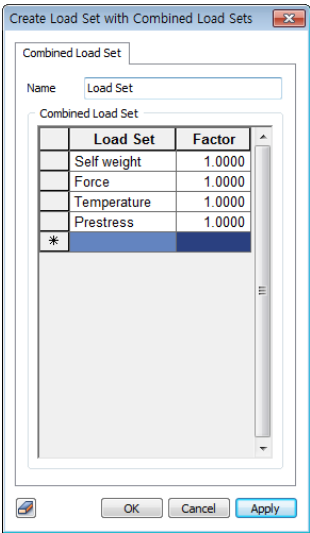 Create Load Set with Combined Load Sets
Combined Load Set
Name Load Set
Combined Load Set
Load Set Factor
Self weight 1.0000
Force 1.0000
Temperature 1.0000
Prestress 1.0000
*
OK Cancel Apply